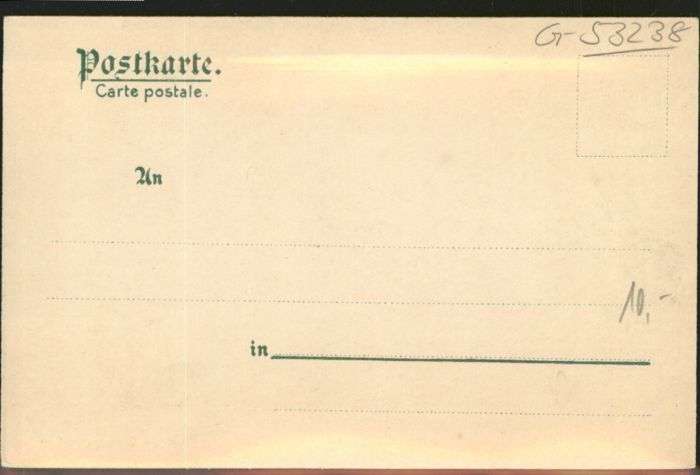 G-53238
Postkarte.
Carte postale.
An
10,-
in